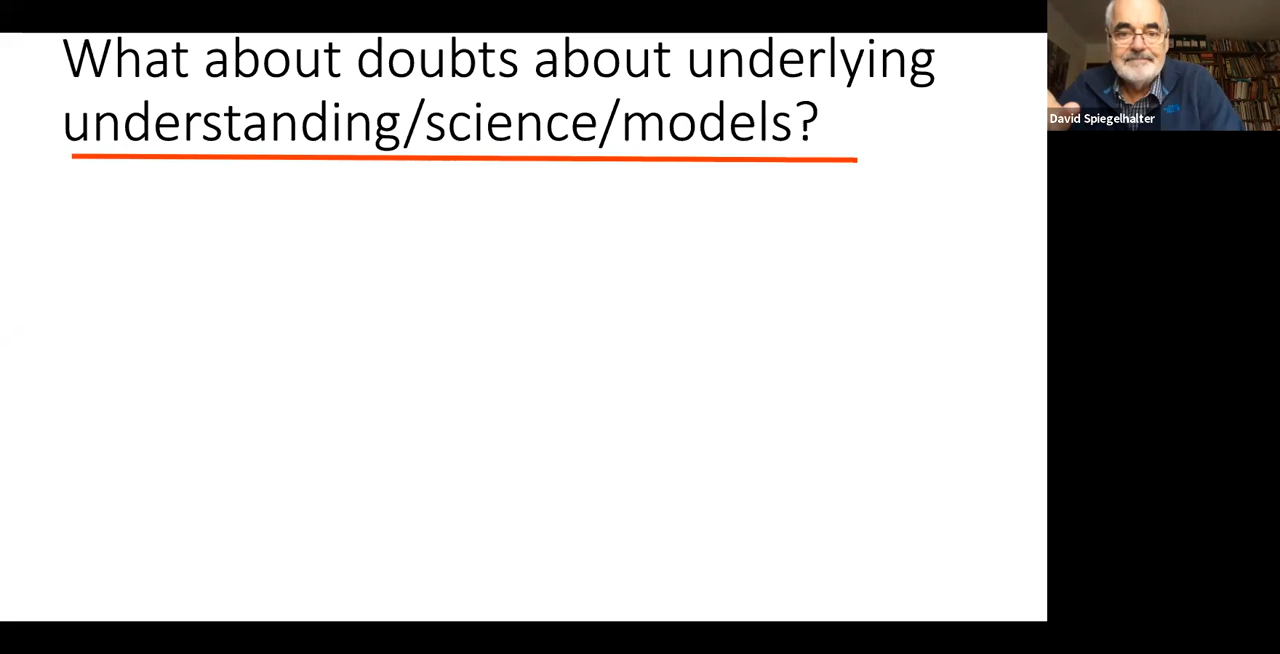 What about doubts about underlying
understanding/science/models?
David Spiegelhalter